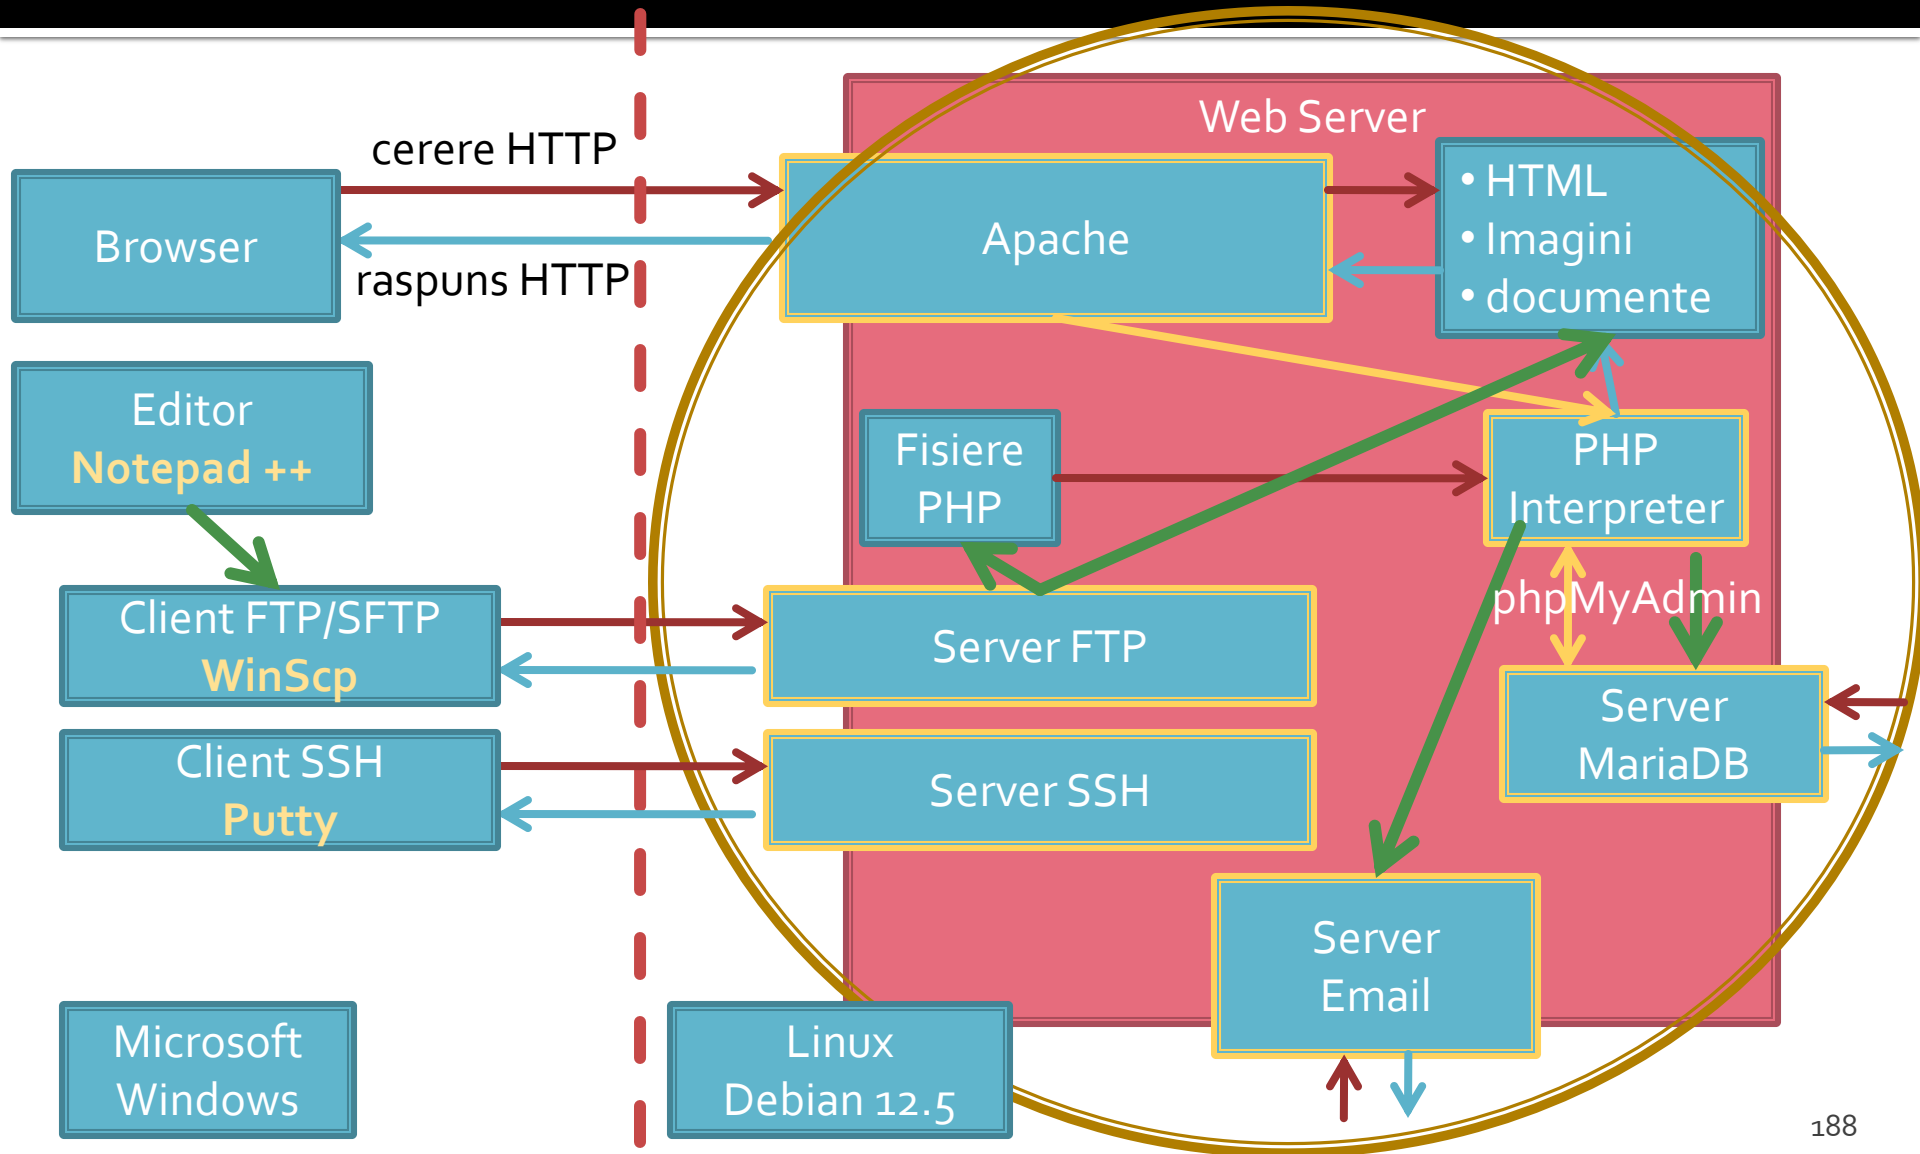 Web Server
cerere HTTP
Browser
raspuns HTTP
Apache
• HTML
• Imagini
• documente
Editor
Notepad ++
Fisiere
PHP
PHP
Interpreter
phpMyAdmin
Client FTP/SFTP
WinScp
Server FTP
Server
MariaDB
Client SSH
Putty
Server SSH
Server
Email
Microsoft
Windows
Linux
Debian 12.5
188